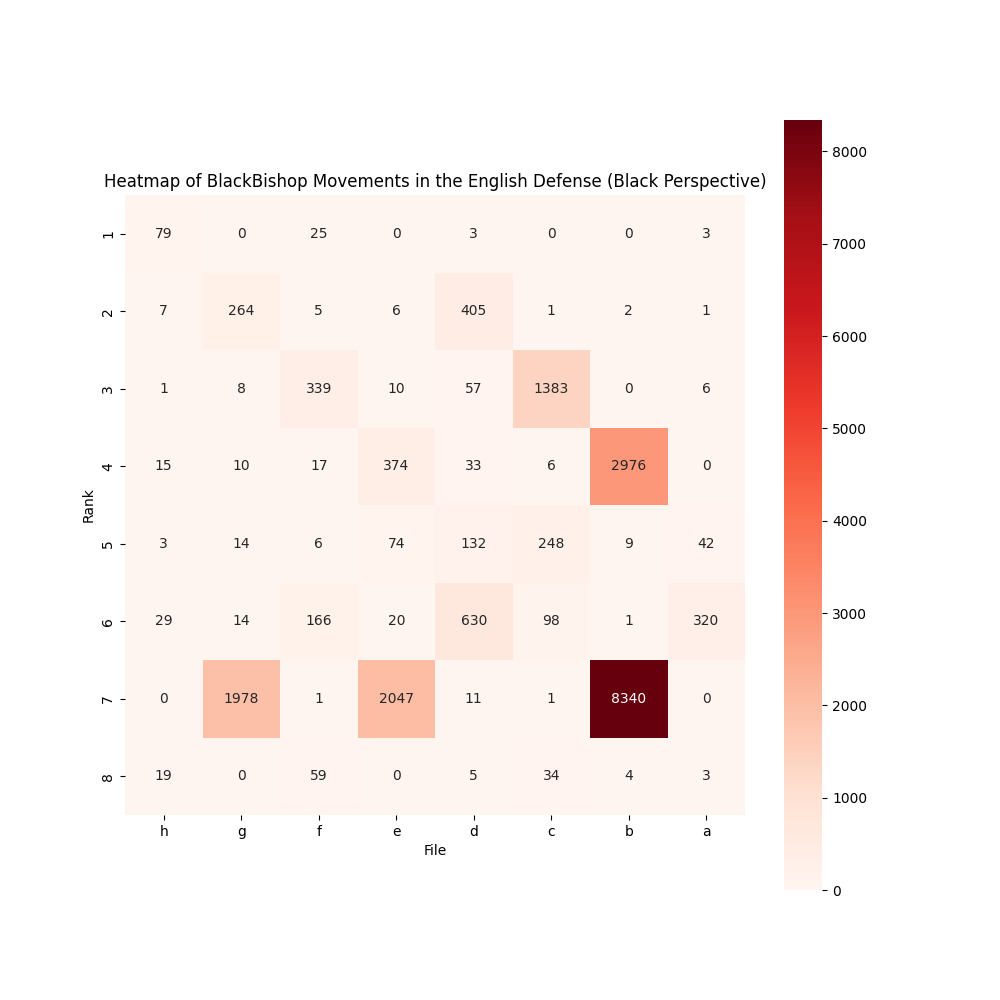 Heatmap of BlackBishop Movements in the English Defense (Black Perspective)
8000
7000
6000
5000
4000
3000
2000
1000
0
Rank
1 79 0 25 0 3 0 0 3
2 7 264 5 6 405 1 2 1
3 1 8 339 10 57 1383 0 6
4 15 10 17 374 33 6 2976 0
5 3 14 6 74 132 248 9 42
6 29 14 166 20 630 98 1 320
7 0 1978 1 2047 11 1 8340 0
8 19 0 59 0 5 34 4 3
h g f e d c b a
File